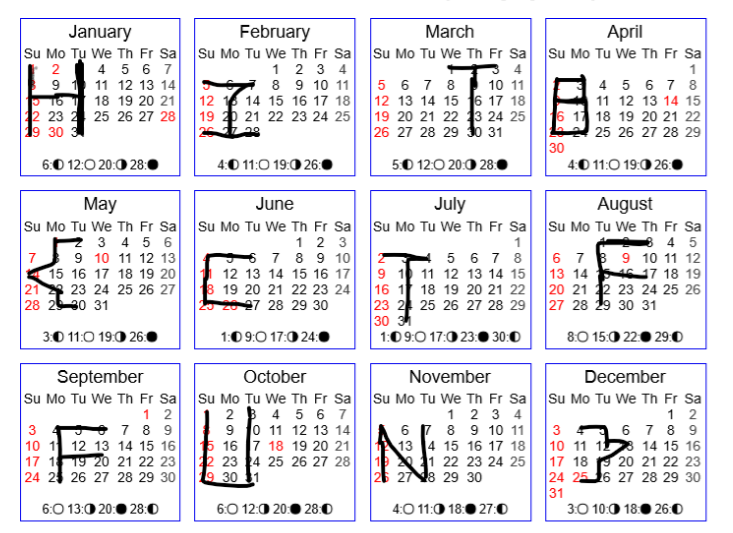 January
Su Mo Tu We Th Fr Sa
1 2 4 5 6 7
8 9 10 11 12 13 14
15 16 17 18 19 20 21
22 23 24 25 26 27 28
29 30 31
6:◐ 12:○ 20:◑ 28:●
H
February
Su Mo Tu We Th Fr Sa
1 2 3 4
5 6 7 8 9 10 11
12 13 14 15 16 17 18
19 20 21 22 23 24 25
26 27 28
4:◐ 11:○ 19:◑ 26:●
I
March
Su Mo Tu We Th Fr Sa
2 3 4
5 6 7 8 10 11
12 13 14 15 16 17 18
19 20 21 22 23 24 25
26 27 28 29 30 31
5:◐ 12:○ 20:◑ 28:●
T
April
Su Mo Tu We Th Fr Sa
1
3 4 5 6 7 8
11 12 13 14 15
16 17 18 19 20 21 22
23 24 25 26 27 28 29
30
4:◐ 11:○ 19:◑ 26:●
B
May
Su Mo Tu We Th Fr Sa
2 3 4 5 6
7 8 9 10 11 12 13
14 15 16 17 18 19 20
21 22 23 24 25 26 27
28 29 30 31
3:◐ 11:○ 19:◑ 26:●
{
June
Su Mo Tu We Th Fr Sa
1 2 3
4 5 6 7 8 9 10
11 12 13 14 15 16 17
18 19 20 21 22 23 24
25 26 27 28 29 30
1:◐ 9:○ 17:◑ 24:●
C
July
Su Mo Tu We Th Fr Sa
1
2 3 4 5 6 7 8
9 10 11 12 13 14 15
16 17 18 19 20 21 22
23 24 25 26 27 28 29
30 31
1:◐ 9:○ 17:◑ 23:● 30:◐
7
August
Su Mo Tu We Th Fr Sa
1 2 3 4 5
6 7 8 9 10 11 12
13 14 15 16 17 18 19
20 21 22 23 24 25 26
27 28 29 30 31
8:○ 15:◑ 22:● 29:◐
F
September
Su Mo Tu We Th Fr Sa
1 2
3 4 5 6 7 8 9
10 11 12 13 14 15 16
17 18 19 20 21 22 23
24 25 26 27 28 29 30
6:○ 13:◑ 20:● 28:◐
F
October
Su Mo Tu We Th Fr Sa
1 2 3 4 5 6 7
8 9 10 11 12 13 14
15 16 17 18 19 20 21
22 23 24 25 26 27 28
29 30 31
6:○ 12:◑ 20:● 28:◐
U
November
Su Mo Tu We Th Fr Sa
1 2 3 4
5 6 7 8 9 10 11
12 13 14 15 16 17 18
19 20 21 22 23 24 25
26 27 28 29 30
4:○ 11:◑ 18:● 27:◐
N
December
Su Mo Tu We Th Fr Sa
1 2
3 4 5 6 7 8 9
10 11 12 13 14 15 16
17 18 19 20 21 22 23
24 25 26 27 28 29 30
31
3:○ 10:◑ 18:● 26:◐
}